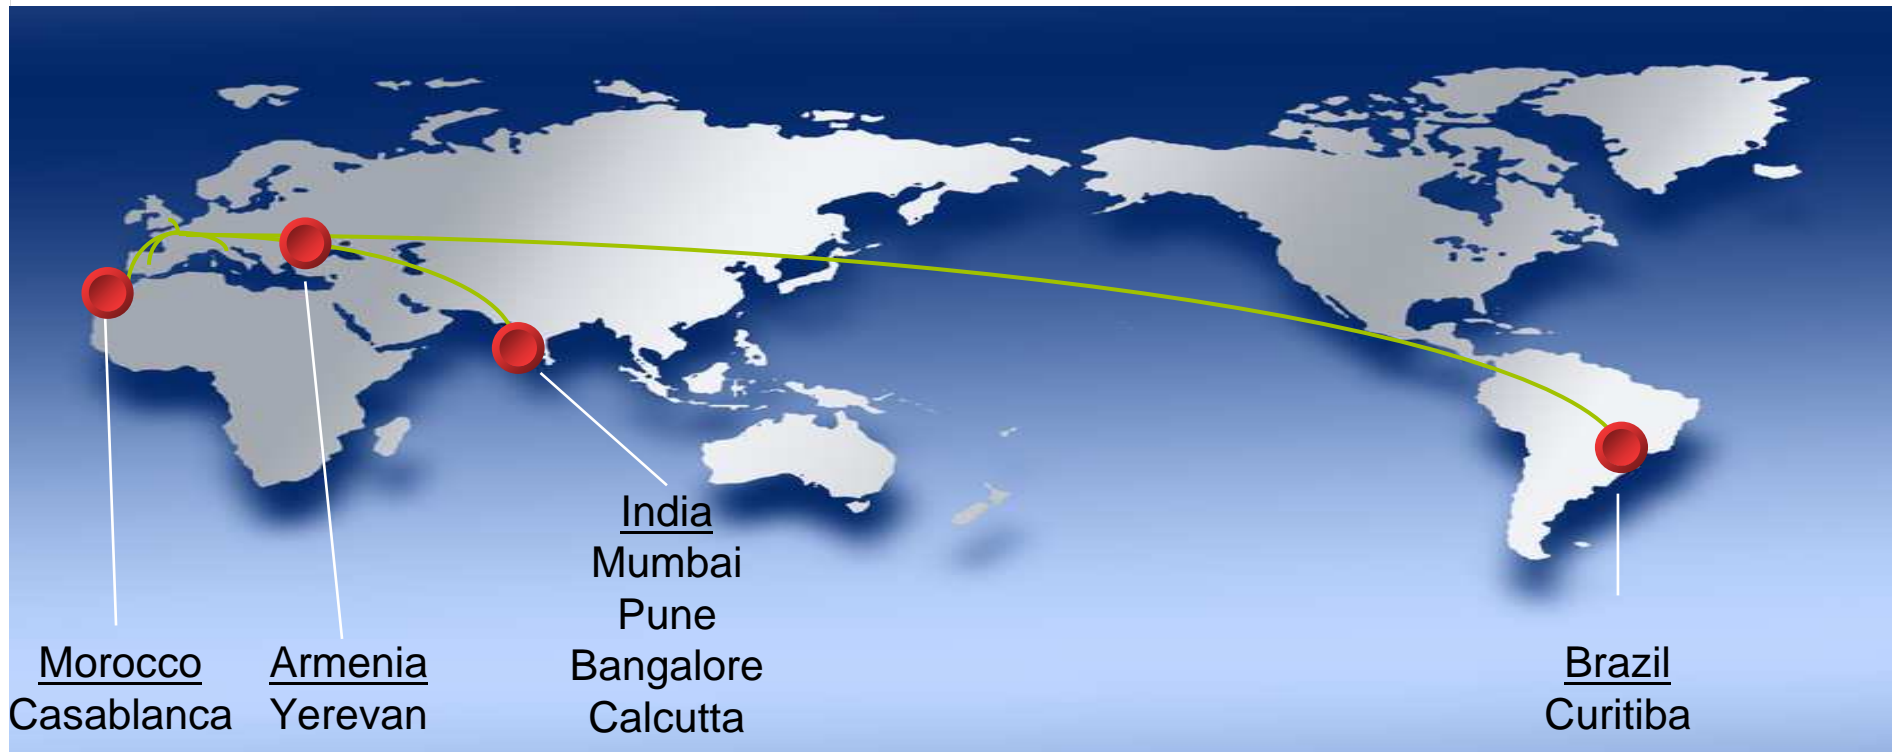 Morocco
Casablanca
Armenia
Yerevan
India
Mumbai
Pune
Bangalore
Calcutta
Brazil
Curitiba